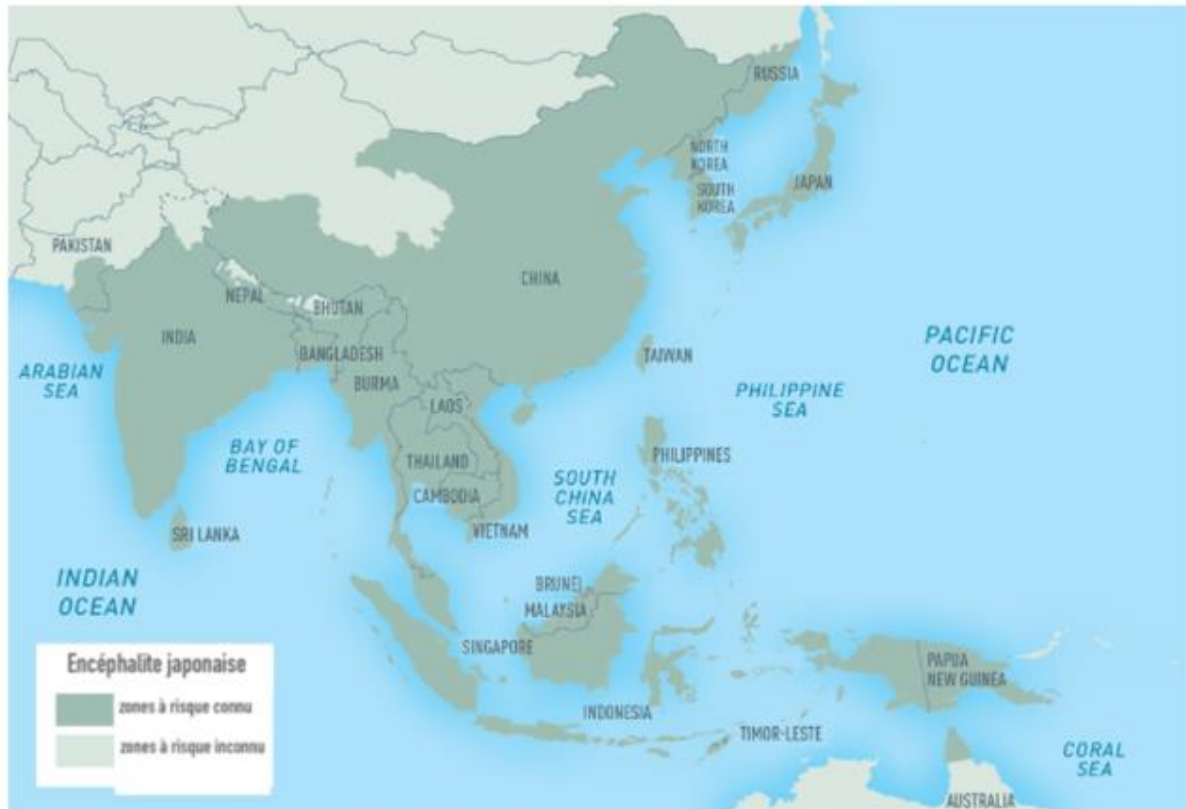 RUSSIA
NORTH
KOREA
SOUTH
KOREA
JAPAN
PAKISTAN
CHINA
NEPAL
BHUTAN
INDIA
BANGLADESH
BURMA
TAIWAN
PACIFIC
OCEAN
ARABIAN
SEA
LAOS
PHILIPPINE
SEA
BAY OF
BENGAL
THAILAND
PHILIPPINES
CAMBODIA
SOUTH
CHINA
SEA
SRI LANKA
VIETNAM
INDIAN
OCEAN
BRUNEI
MALAYSIA
SINGAPORE
PAPUA
NEW GUINEA
INDONESIA
TIMOR-LESTE
CORAL
SEA
AUSTRALIA
Encéphalite japonaise
zones à risque connu
zones à risque inconnu